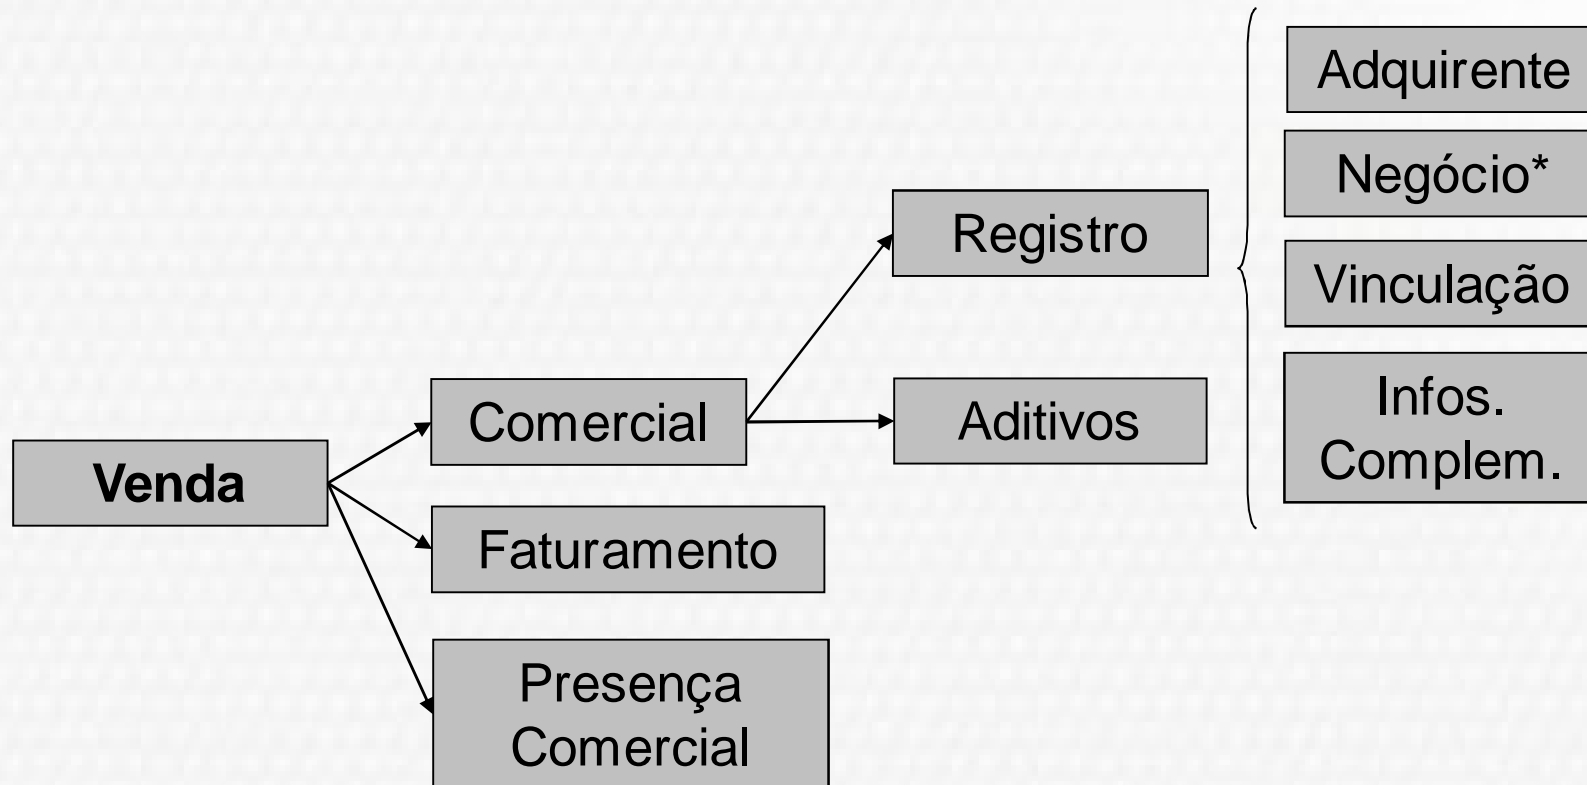 Venda
Comercial
Faturamento
Presença
Comercial
Registro
Aditivos
Adquirente
Negócio*
Vinculação
Infos.
Complem.